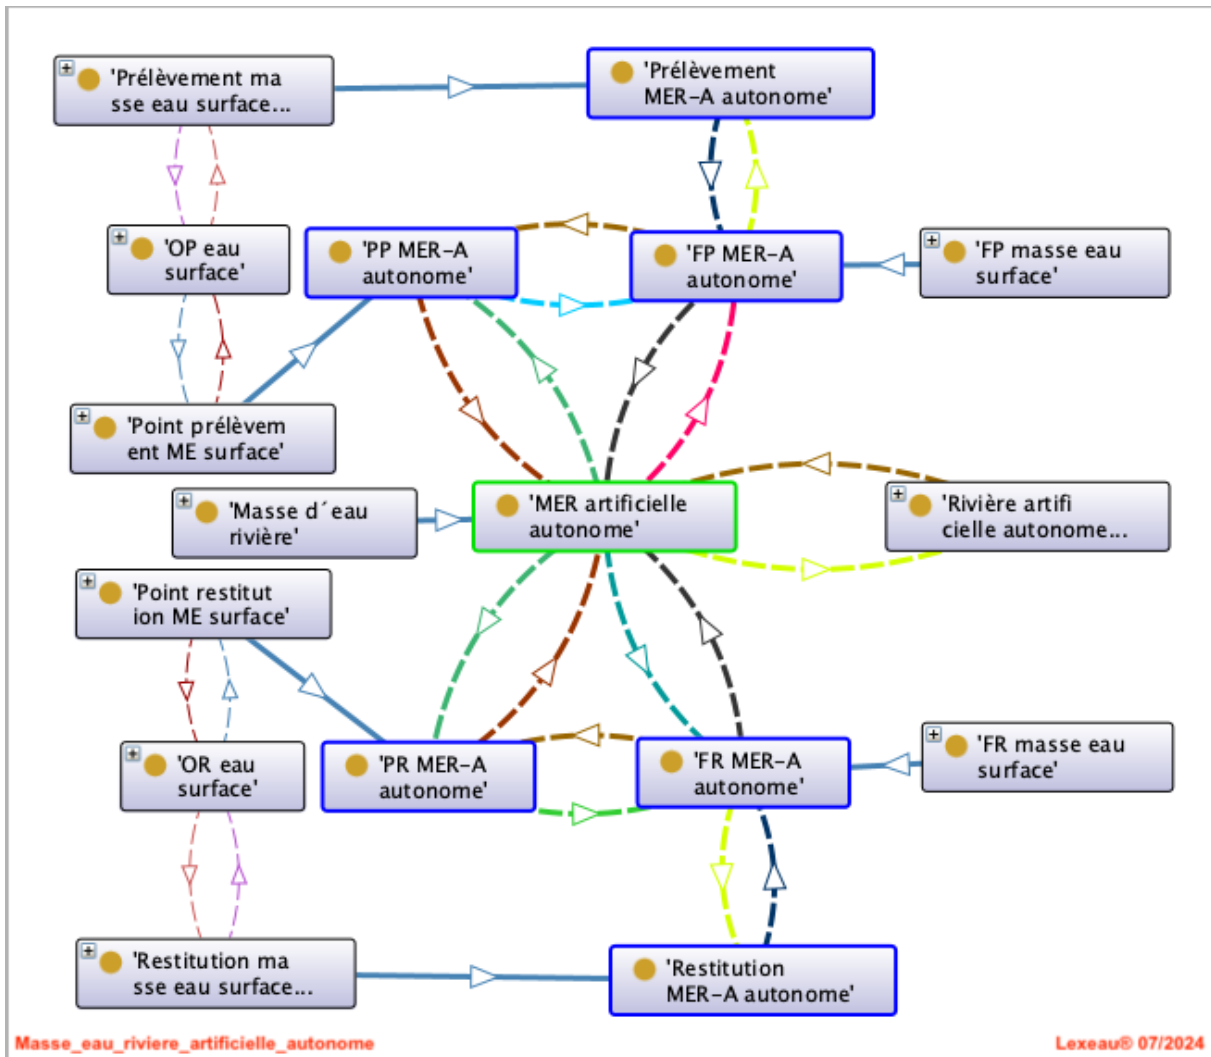 'Prélèvement ma
sse eau surface...
'Prélèvement
MER-A autonome'
'OP eau
surface'
'PP MER-A
autonome'
'FP MER-A
autonome'
'FP masse eau
surface'
'Point prélèvem
ent ME surface'
'Masse d´eau
rivière'
'MER artificielle
autonome'
'Rivière artifi
cielle autonome...
'Point restitut
ion ME surface'
'OR eau
surface'
'PR MER-A
autonome'
'FR MER-A
autonome'
'FR masse eau
surface'
'Restitution ma
sse eau surface...
'Restitution
MER-A autonome'
Masse_eau_riviere_artificielle_autonome
Lexeau® 07/2024